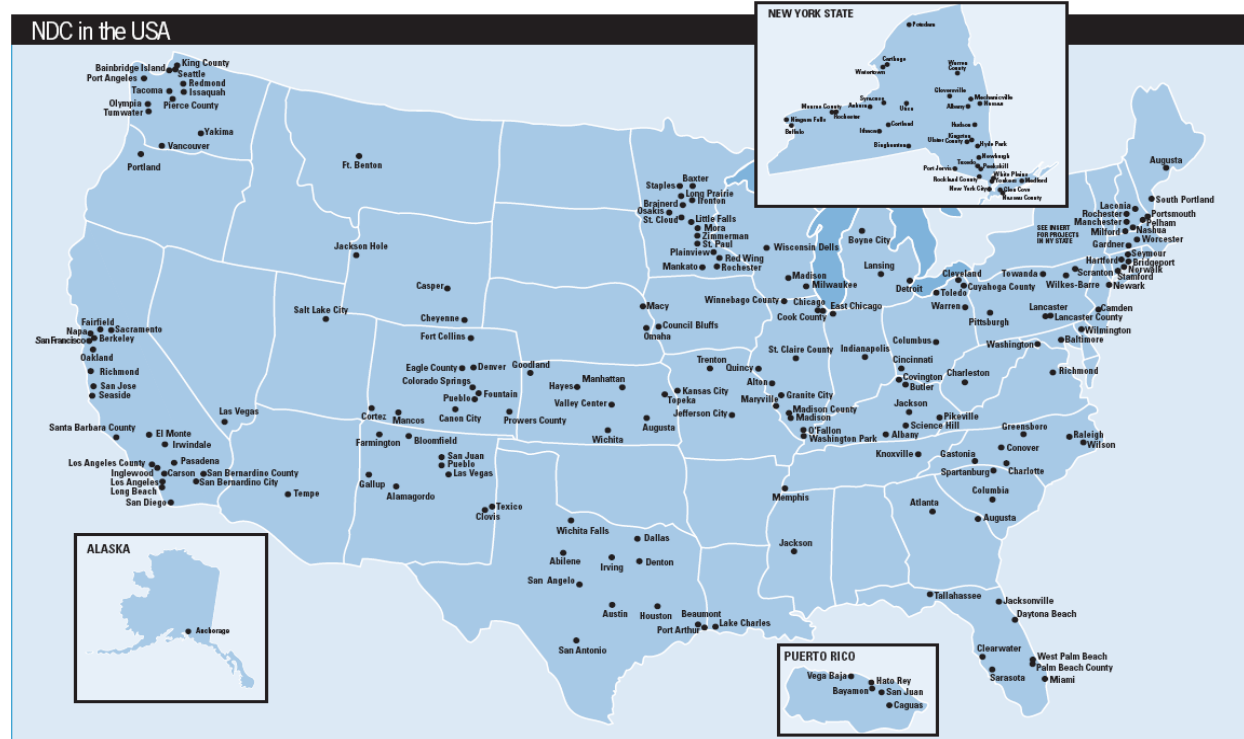 NDC in the USA
NEW YORK STATE
Potsdam
Carthage
Watertown
Warren
County
Gloversville
Mechanicville
Albany
Syracuse
Auburn
Utica
Monroe County
Rochester
Niagara Falls
Buffalo
Cortland
Ithaca
Binghamton
Hudson
Kingston
Ulster County
Hyde Park
Newburgh
Tuxedo
Peekskill
Port Jervis
White Plains
Rockland County
Yonkers
Medford
New York City
Glen Cove
Nassau County
King County
Bainbridge Island
Seattle
Port Angeles
Redmond
Tacoma
Issaquah
Olympia
Pierce County
Tumwater
Yakima
Vancouver
Portland
Ft. Benton
Jackson Hole
Casper
Cheyenne
Salt Lake City
Fairfield
Napa
Sacramento
San Francisco
Berkeley
Oakland
Richmond
San Jose
Seaside
Las Vegas
Santa Barbara County
El Monte
Irwindale
Los Angeles County
Pasadena
Inglewood
Carson
San Bernardino County
Los Angeles
San Bernardino City
Long Beach
San Diego
Tempe
Fort Collins
Eagle County
Denver
Colorado Springs
Fountain
Pueblo
Canon City
Prowers County
Cortez
Mancos
Farmington
Bloomfield
San Juan
Pueblo
Las Vegas
Gallup
Alamagordo
Texico
Clovis
Goodland
Hayes
Manhattan
Valley Center
Topeka
Wichita
Augusta
Baxter
Staples
Long Prairie
Ironton
Brainerd
Osakis
St. Cloud
Little Falls
Mora
Zimmerman
St. Paul
Plainview
Red Wing
Mankato
Rochester
Wisconsin Dells
Madison
Milwaukee
Macy
Council Bluffs
Omaha
Winnebago County
Chicago
East Chicago
Cook County
Boyne City
Lansing
Detroit
Cleveland
Cuyahoga County
Toledo
Warren
Columbus
Cincinnati
St. Claire County
Indianapolis
Trenton
Quincy
Kansas City
Alton
Granite City
Maryville
Madison County
Madison
Jefferson City
O'Fallon
Washington Park
Covington
Butler
Jackson
Science Hill
Pikeville
Albany
Charleston
Knoxville
Memphis
Jackson
Wichita Falls
Dallas
Abilene
Irving
Denton
San Angelo
Austin
Houston
Beaumont
Port Arthur
Lake Charles
San Antonio
Augusta
South Portland
Laconia
Rochester
Portsmouth
Manchester
Pelham
Milford
Nashua
Worcester
Gardner
Seymour
Hartford
Bridgeport
Norwalk
Stamford
Newark
SEE INSERT
FOR PROJECTS
IN NY STATE
Towanda
Scranton
Wilkes-Barre
Lancaster
Lancaster County
Pittsburgh
Camden
Wilmington
Baltimore
Washington
Richmond
Greensboro
Raleigh
Wilson
Conover
Gastonia
Charlotte
Spartanburg
Columbia
Atlanta
Augusta
Tallahassee
Jacksonville
Daytona Beach
Clearwater
West Palm Beach
Palm Beach County
Sarasota
Miami
ALASKA
Anchorage
PUERTO RICO
Vega Baja
Hato Rey
Bayamon
San Juan
Caguas